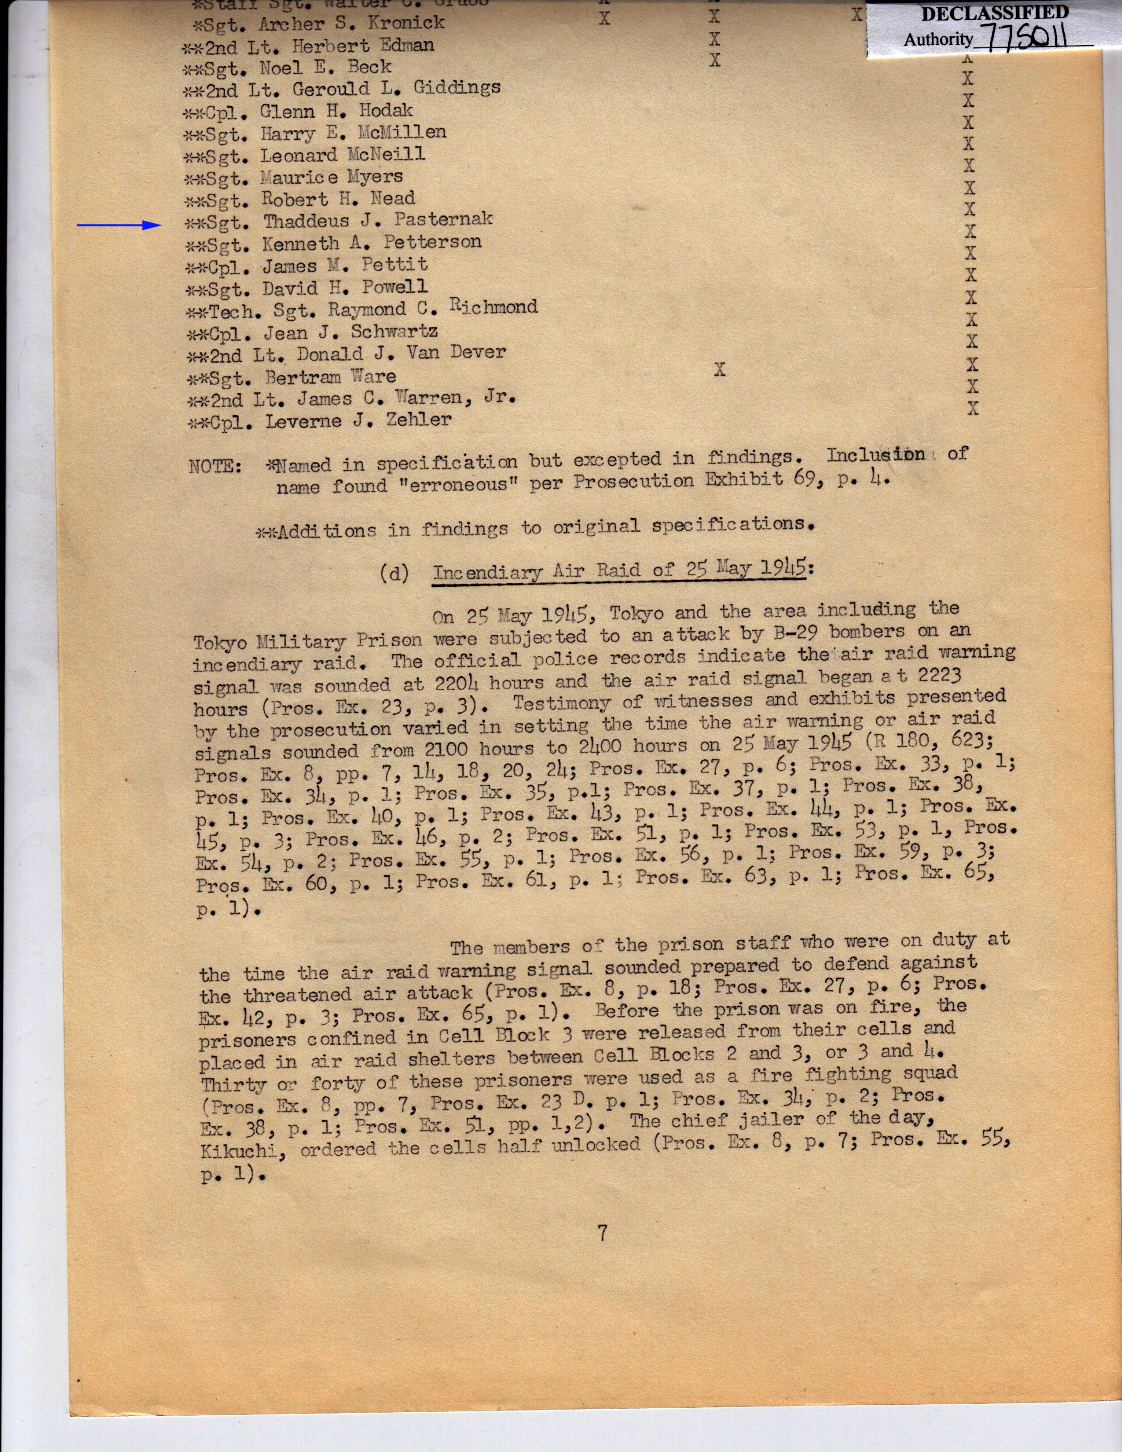 *Staff Sgt. Walter C. Grubb
*Sgt. Archer S. Kronick X X X
DECLASSIFIED
Authority 775011
**2nd Lt. Herbert Edman X
**Sgt. Noel E. Beck X X
**2nd Lt. Gerould L. Giddings X
**Cpl. Glenn H. Hodak X
**Sgt. Harry E. McMillen X
**Sgt. Leonard McNeill X
**Sgt. Maurice Myers X
**Sgt. Robert H. Nead X
**Sgt. Thaddeus J. Pasternak X
**Sgt. Kenneth A. Petterson X
**Cpl. James M. Pettit X
**Sgt. David H. Powell X
**Tech. Sgt. Raymond C. Richmond X
**Cpl. Jean J. Schwartz X
**2nd Lt. Donald J. Van Dever X
**Sgt. Bertram Ware X X
**2nd Lt. James C. Warren, Jr. X
**Cpl. Leverne J. Zehler X
NOTE: *Named in specification but excepted in findings. Inclusion of
name found "erroneous" per Prosecution Exhibit 69, p. 4.
**Additions in findings to original specifications.
(d) Incendiary Air Raid of 25 May 1945:
On 25 May 1945, Tokyo and the area including the
Tokyo Military Prison were subjected to an attack by B-29 bombers on an
incendiary raid. The official police records indicate the air raid warning
signal was sounded at 2204 hours and the air raid signal began at 2223
hours (Pros. Ex. 23, p. 3). Testimony of witnesses and exhibits presented
by the prosecution varied in setting the time the air warning or air raid
signals sounded from 2100 hours to 2400 hours on 25 May 1945 (R 180, 623;
Pros. Ex. 8, pp. 7, 14, 18, 20, 24; Pros. Ex. 27, p. 6; Pros. Ex. 33, p. 1;
Pros. Ex. 34, p. 1; Pros. Ex. 35, p.1; Pros. Ex. 37, p. 1; Pros. Ex. 38,
p. 1; Pros. Ex. 40, p. 1; Pros. Ex. 43, p. 1; Pros. Ex. 44, p. 1; Pros. Ex.
45, p. 3; Pros. Ex. 46, p. 2; Pros. Ex. 51, p. 1; Pros. Ex. 53, p. 1, Pros.
Ex. 54, p. 2; Pros. Ex. 55, p. 1; Pros. Ex. 56, p. 1; Pros. Ex. 59, p. 3;
Pros. Ex. 60, p. 1; Pros. Ex. 61, p. 1; Pros. Ex. 63, p. 1; Pros. Ex. 65,
p. 1).
The members of the prison staff who were on duty at
the time the air raid warning signal sounded prepared to defend against
the threatened air attack (Pros. Ex. 8, p. 18; Pros. Ex. 27, p. 6; Pros.
Ex. 42, p. 3; Pros. Ex. 65, p. 1). Before the prison was on fire, the
prisoners confined in Cell Block 3 were released from their cells and
placed in air raid shelters between Cell Blocks 2 and 3, or 3 and 4.
Thirty or forty of these prisoners were used as a fire fighting squad
(Pros. Ex. 8, pp. 7, Pros. Ex. 23 D. p. 1; Pros. Ex. 34, p. 2; Pros.
Ex. 38, p. 1; Pros. Ex. 51, pp. 1,2). The chief jailer of the day,
Kikuchi, ordered the cells half unlocked (Pros. Ex. 8, p. 7; Pros. Ex. 55,
p. 1).
7